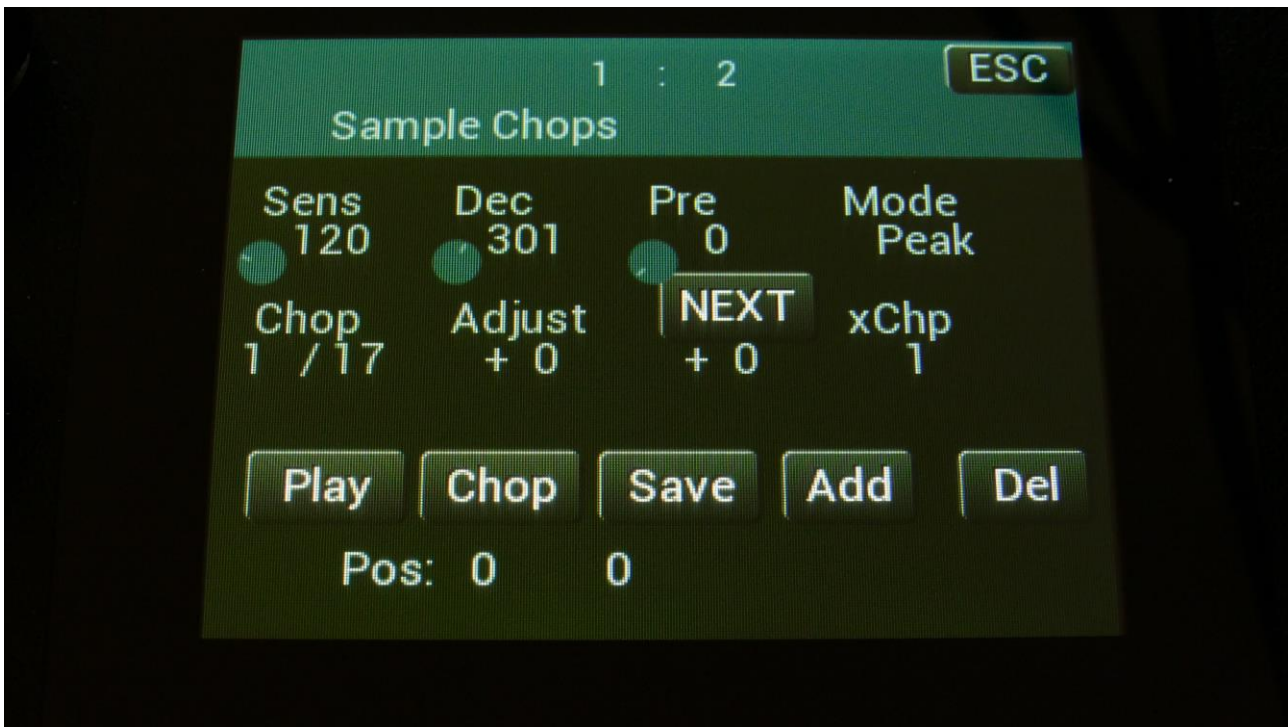 1 : 2 ESC
Sample Chops
Sens Dec Pre Mode
120 301 0 Peak
NEXT
Chop Adjust xChp
1 / 17 + 0 + 0 1
Play Chop Save Add Del
Pos: 0 0